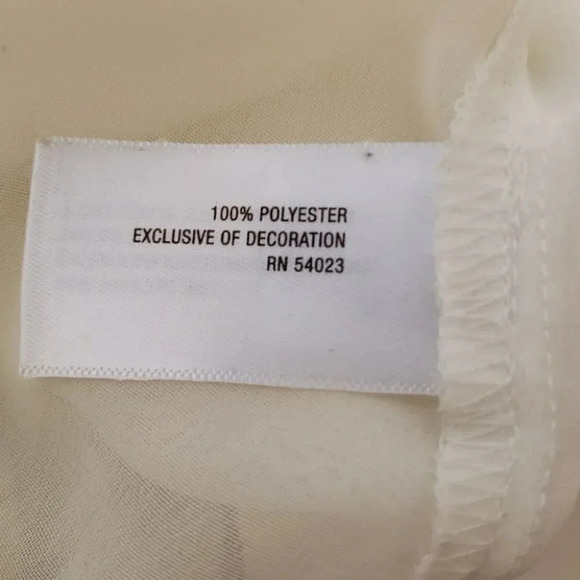 100% POLYESTER
EXCLUSIVE OF DECORATION
RN 54023